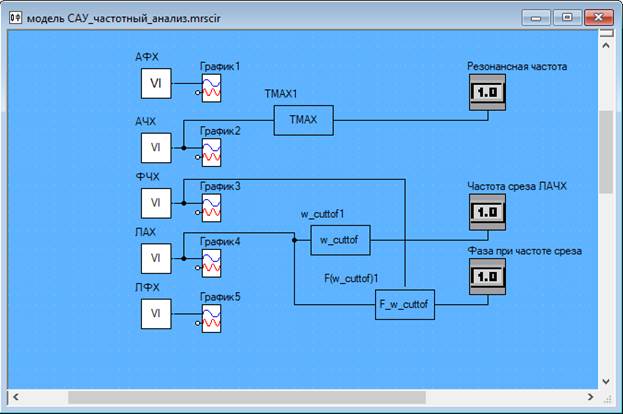 модель САУ_частотный_анализ.mrscir
АФХ
График1
VI
Резонансная частота
1.0
TMAX1
TMAX
АЧХ
График2
VI
ФЧХ
График3
VI
Частота среза ЛАЧХ
1.0
w_cuttof1
w_cuttof
ЛАХ
График4
VI
Фаза при частоте среза
1.0
F(w_cuttof)1
F_w_cuttof
ЛФХ
График5
VI